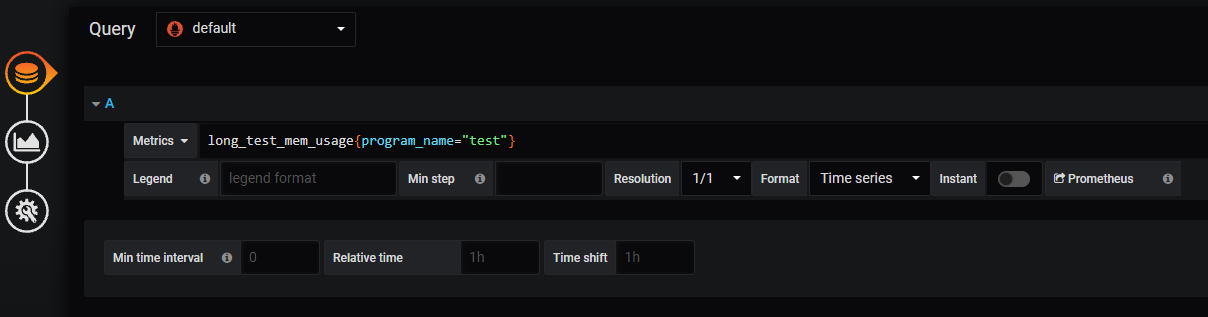 Query default
A
Metrics long_test_mem_usage{program_name="test"}
Legend legend format Min step Resolution 1/1 Format Time series Instant Prometheus
Min time interval 0 Relative time 1h Time shift 1h